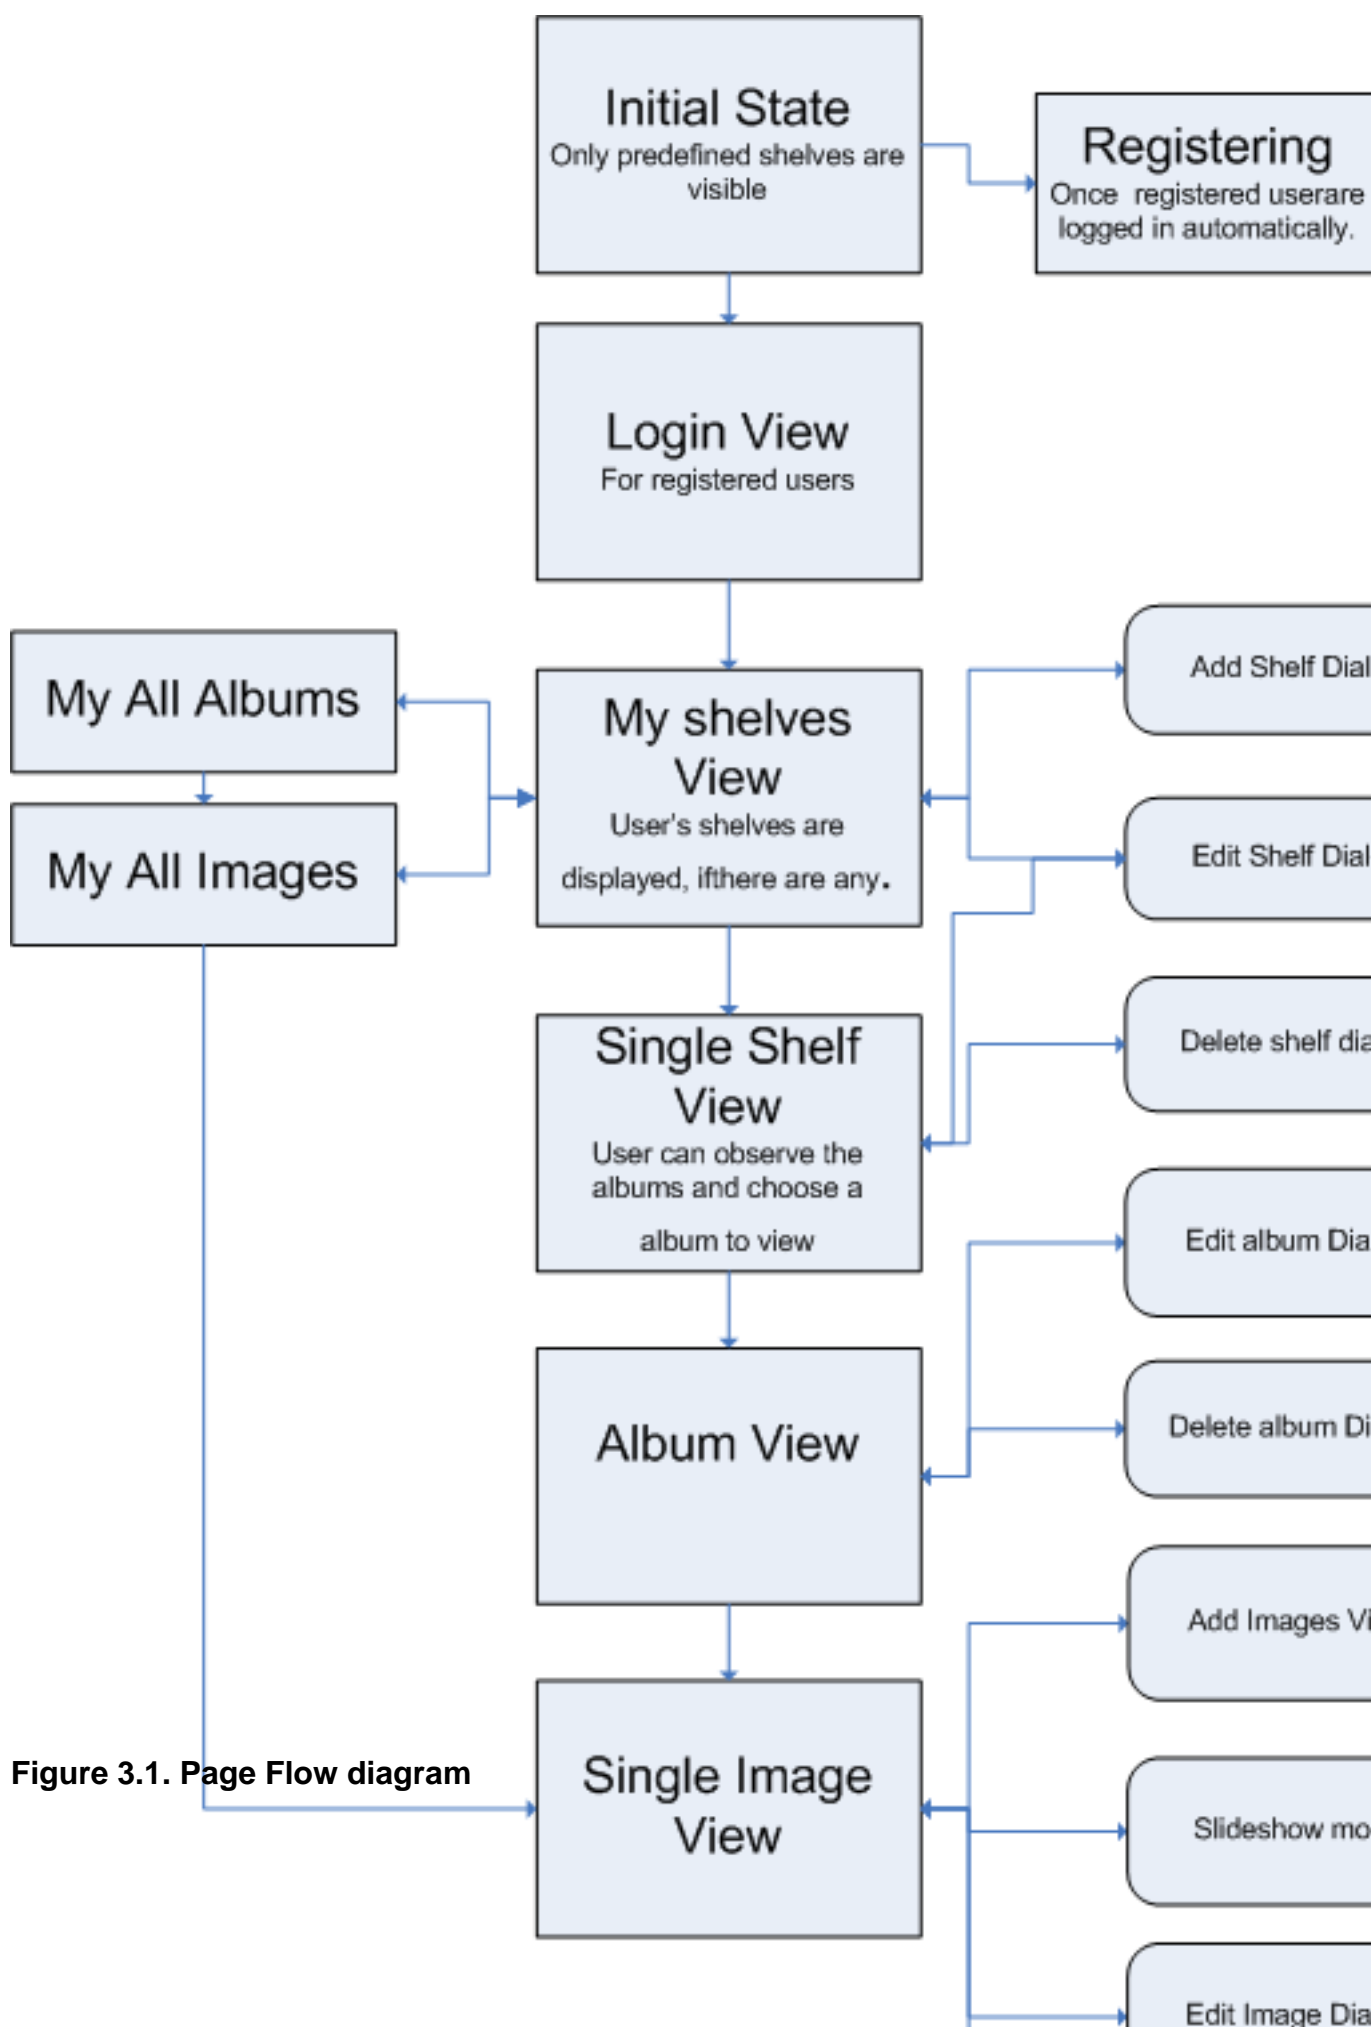 Initial State
Only predefined shelves are
visible
Registering
Once registered userare
logged in automatically.
Login View
For registered users
My All Albums
My All Images
My shelves
View
User's shelves are
displayed, ifthere are any.
Add Shelf Dial
Edit Shelf Dial
Single Shelf
View
User can observe the
albums and choose a
album to view
Delete shelf dia
Edit album Dia
Album View
Delete album Di
Add Images Vi
Single Image
View
Figure 3.1. Page Flow diagram
Slideshow mo
Edit Image Dia